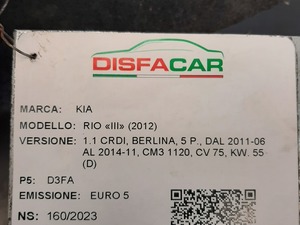 DISFACAR
MARCA: KIA
MODELLO: RIO «III» (2012)
VERSIONE: 1.1 CRDI, BERLINA, 5 P., DAL 2011-06
AL 2014-11, CM3 1120, CV 75, KW. 55
(D)
P5: D3FA
EMISSIONE: EURO 5
NS: 160/2023